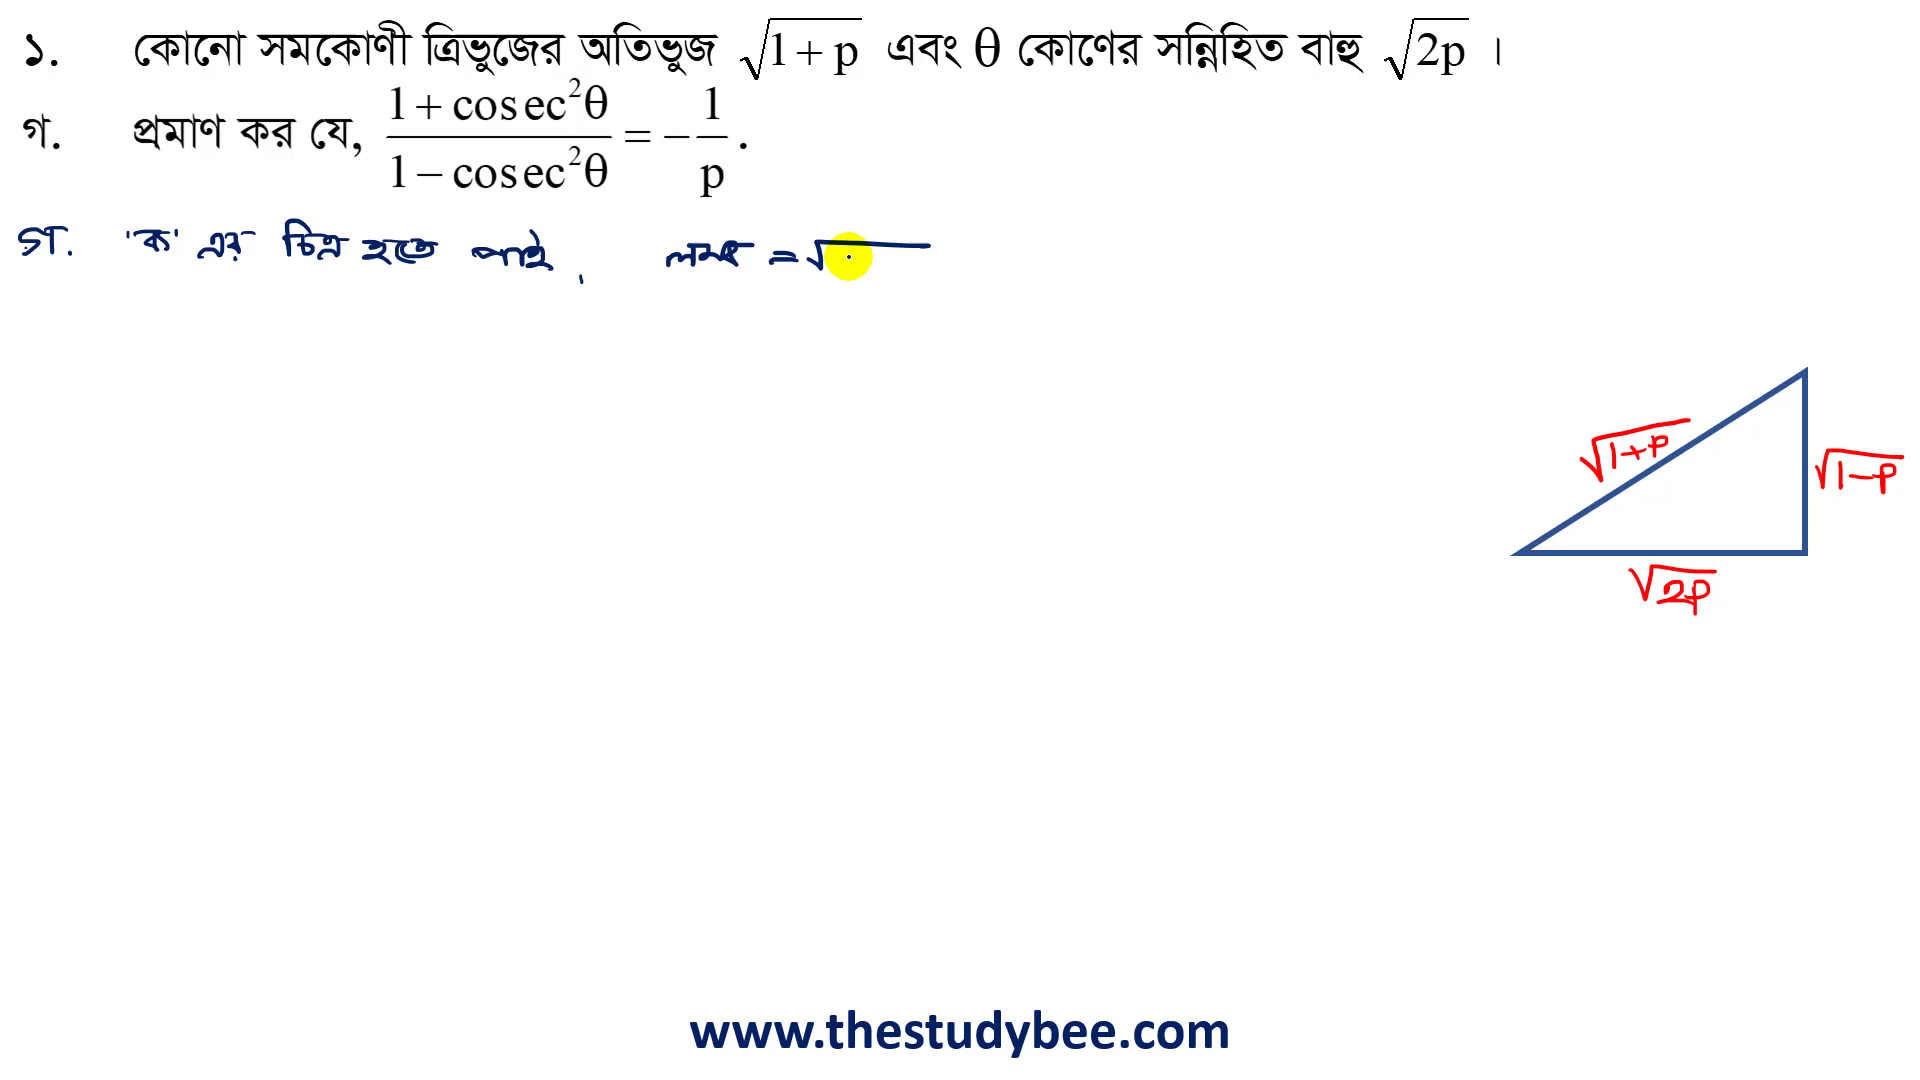 ১. কোনো সমকোণী ত্রিভুজের অতিভুজ √(1 + p) এবং θ কোণের সন্নিহিত বাহু √(2p) ।
গ. প্রমাণ কর যে, (1 + cosec²θ)/(1 − cosec²θ) = −1/p .
গ. 'ক' এর চিত্র হতে পাই, লম্ব = √
√(1+p)
√(1-p)
√(2p)
www.thestudybee.com